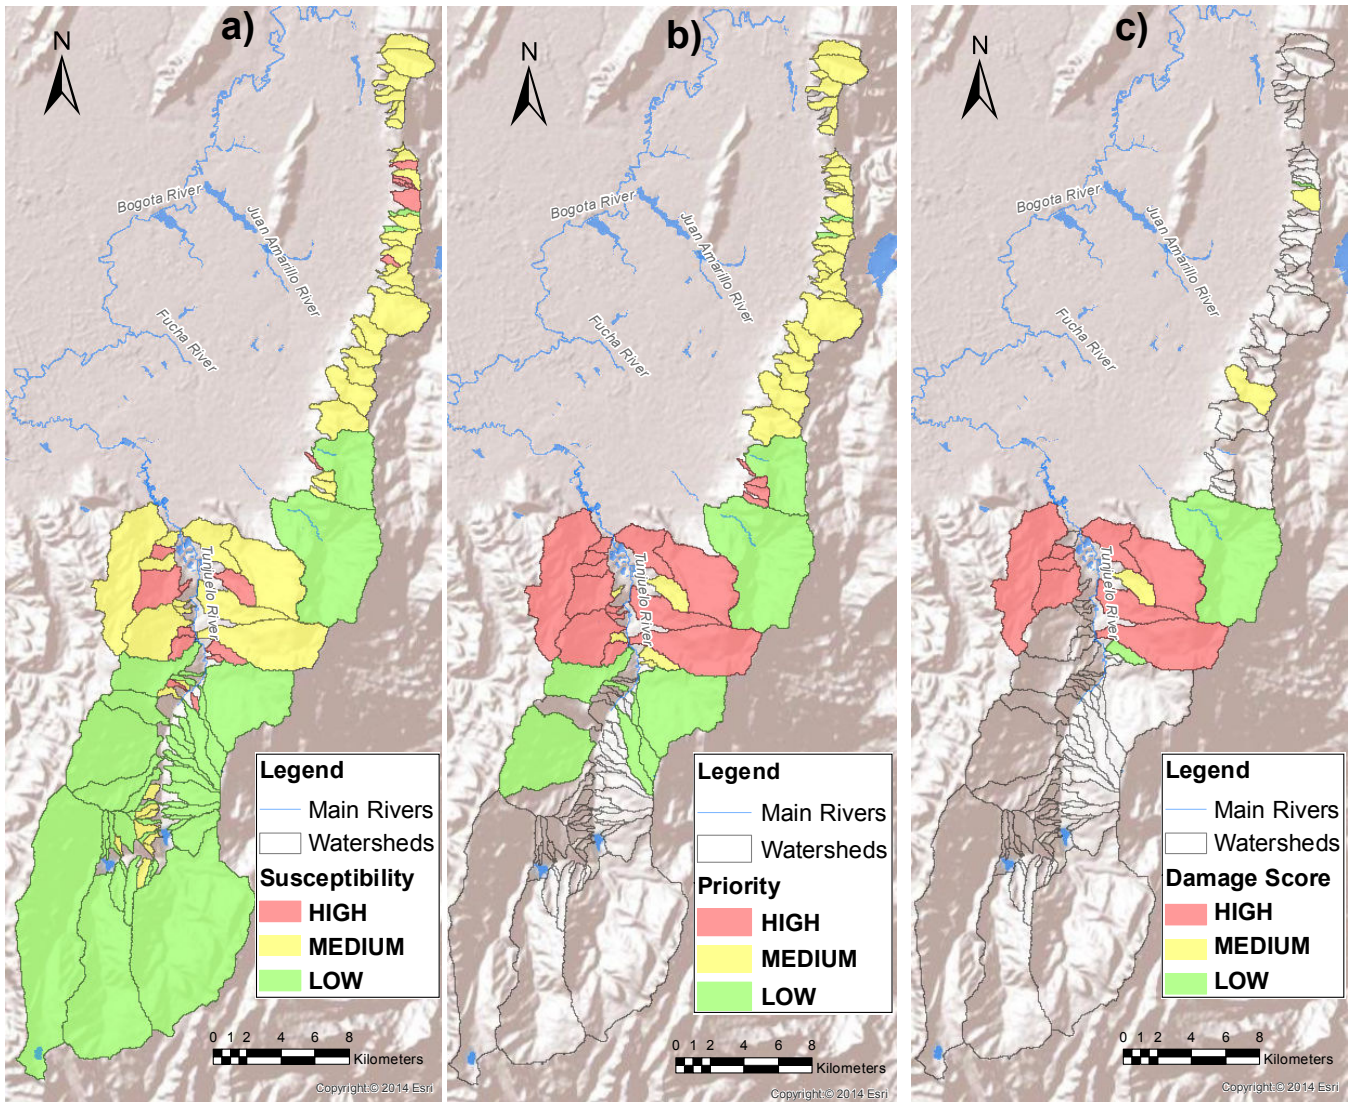 a)
N
Bogota River
Juan Amarillo River
Fucha River
Tunjuelo River
Legend
Main Rivers
Watersheds
Susceptibility
HIGH
MEDIUM
LOW
0 1 2 4 6 8
Kilometers
Copyright:© 2014 Esri
b)
N
Bogota River
Juan Amarillo River
Fucha River
Tunjuelo River
Legend
Main Rivers
Watersheds
Priority
HIGH
MEDIUM
LOW
0 1 2 4 6 8
Kilometers
Copyright:© 2014 Esri
c)
N
Bogota River
Juan Amarillo River
Fucha River
Tunjuelo River
Legend
Main Rivers
Watersheds
Damage Score
HIGH
MEDIUM
LOW
0 1 2 4 6 8
Kilometers
Copyright:© 2014 Esri